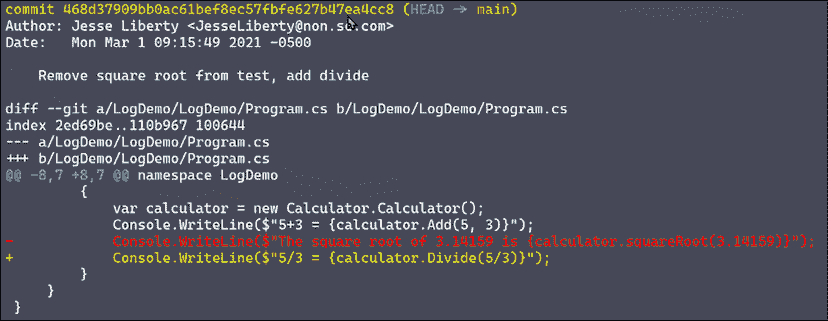 commit 468d37909bb0ac61bef8ec57fbfe627b47ea4cc8 (HEAD -> main)
Author: Jesse Liberty <JesseLiberty@non.se.com>
Date:   Mon Mar 1 09:15:49 2021 -0500
    Remove square root from test, add divide
diff --git a/LogDemo/LogDemo/Program.cs b/LogDemo/LogDemo/Program.cs
index 2ed69be..110b967 100644
--- a/LogDemo/LogDemo/Program.cs
+++ b/LogDemo/LogDemo/Program.cs
@@ -8,7 +8,7 @@ namespace LogDemo
         {
             var calculator = new Calculator.Calculator();
             Console.WriteLine($"5+3 = {calculator.Add(5, 3)}");
-            Console.WriteLine($"The square root of 3.14159 is {calculator.squareRoot(3.14159)}");
+            Console.WriteLine($"5/3 = {calculator.Divide(5/3)}");
         }
     }
 }